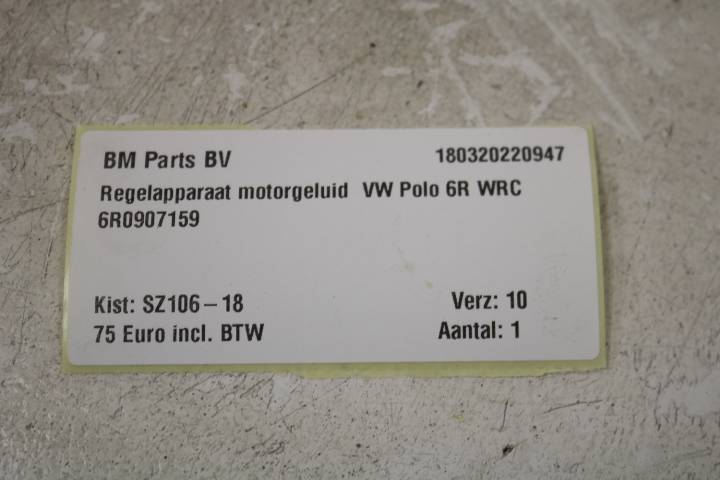 BM Parts BV 180320220947
Regelapparaat motorgeluid VW Polo 6R WRC
6R0907159
Kist: SZ106-18 Verz: 10
75 Euro incl. BTW Aantal: 1